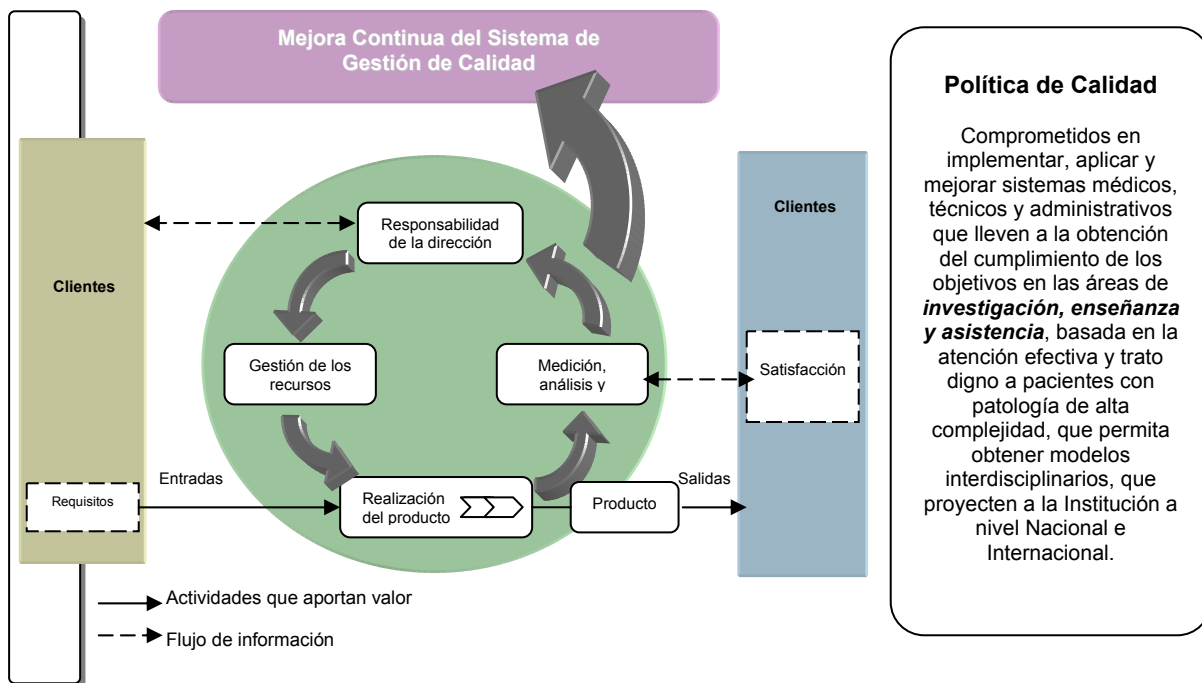 Mejora Continua del Sistema de
Gestión de Calidad
Clientes
Requisitos
Entradas
Responsabilidad
de la dirección
Gestión de los
recursos
Medición,
análisis y
Realización
del producto
Producto
Salidas
Clientes
Satisfacción
Actividades que aportan valor
Flujo de información
Política de Calidad
Comprometidos en
implementar, aplicar y
mejorar sistemas médicos,
técnicos y administrativos
que lleven a la obtención
del cumplimiento de los
objetivos en las áreas de
investigación, enseñanza
y asistencia, basada en la
atención efectiva y trato
digno a pacientes con
patología de alta
complejidad, que permita
obtener modelos
interdisciplinarios, que
proyecten a la Institución a
nivel Nacional e
Internacional.